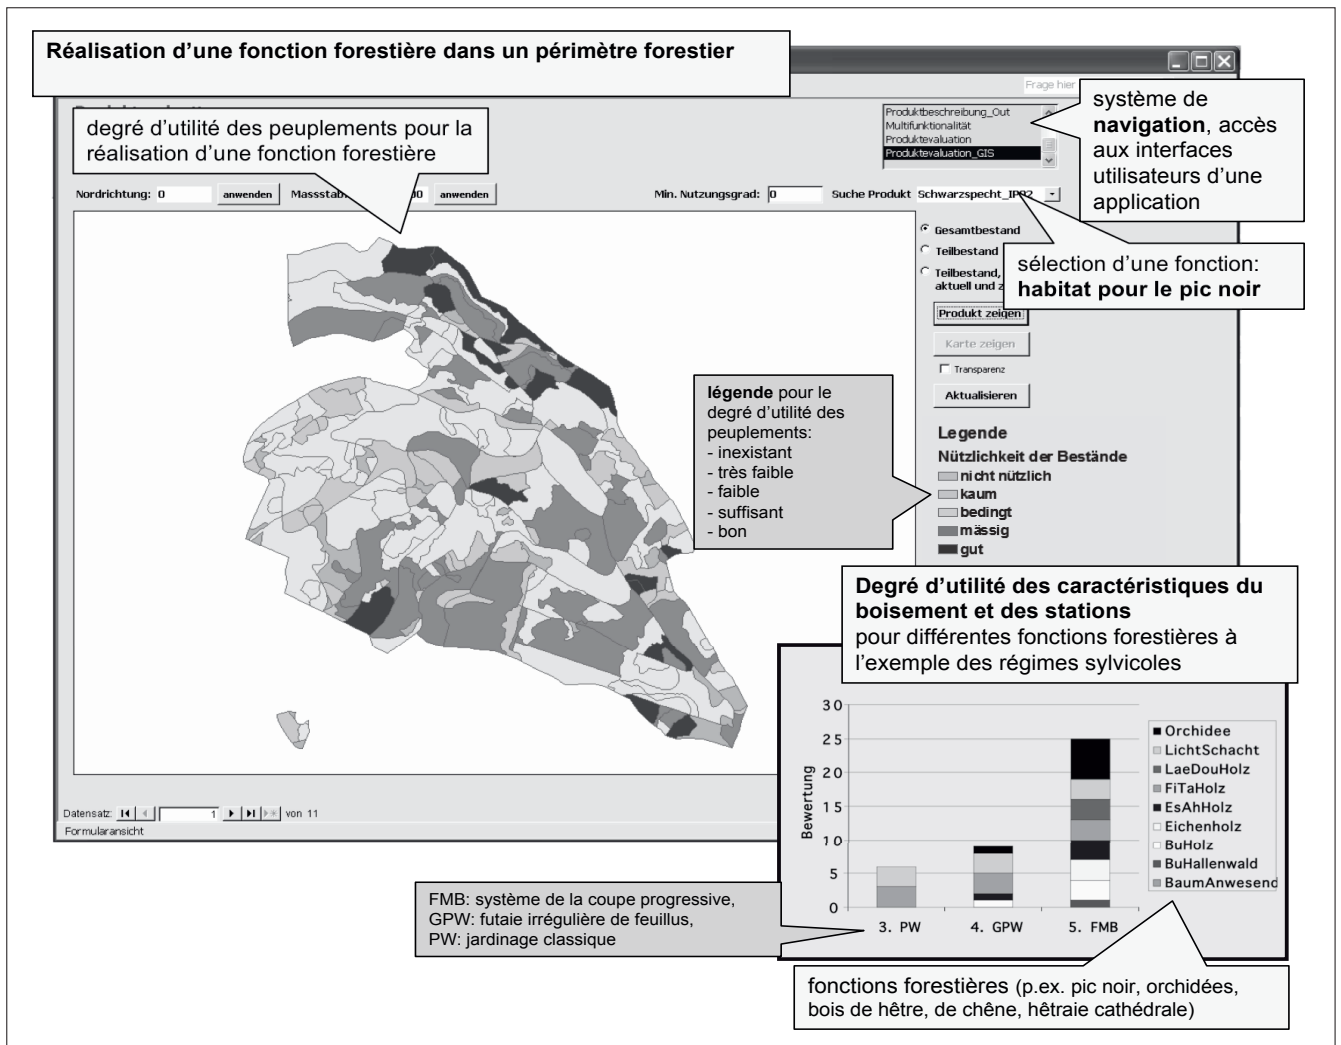 Réalisation d'une fonction forestière dans un périmètre forestier
Frage hier
degré d'utilité des peuplements pour la
réalisation d'une fonction forestière
Produktbeschreibung_Out
Multifunktionalität
Produktevaluation
Produktevaluation_GIS
système de
navigation, accès
aux interfaces
utilisateurs d'une
application
Nordrichtung: 0 anwenden Massstab: 00 anwenden Min. Nutzungsgrad: 0 Suche Produkt Schwarzspecht_IP82
Gesamtbestand
Teilbestand
Teilbestand,
aktuell und z
sélection d'une fonction:
habitat pour le pic noir
Produkt zeigen
Karte zeigen
Transparenz
Aktualisieren
légende pour le
degré d'utilité des
peuplements:
- inexistant
- très faible
- faible
- suffisant
- bon
Legende
Nützlichkeit der Bestände
nicht nützlich
kaum
bedingt
mässig
gut
Degré d'utilité des caractéristiques du
boisement et des stations
pour différentes fonctions forestières à
l'exemple des régimes sylvicoles
Bewertung
30
25
20
15
10
5
0
3. PW 4. GPW 5. FMB
Orchidee
LichtSchacht
LaeDouHolz
FiTaHolz
EsAhHolz
Eichenholz
BuHolz
BuHallenwald
BaumAnwesend
Datensatz: 1 von 11
Formularansicht
FMB: système de la coupe progressive,
GPW: futaie irrégulière de feuillus,
PW: jardinage classique
fonctions forestières (p.ex. pic noir, orchidées,
bois de hêtre, de chêne, hêtraie cathédrale)